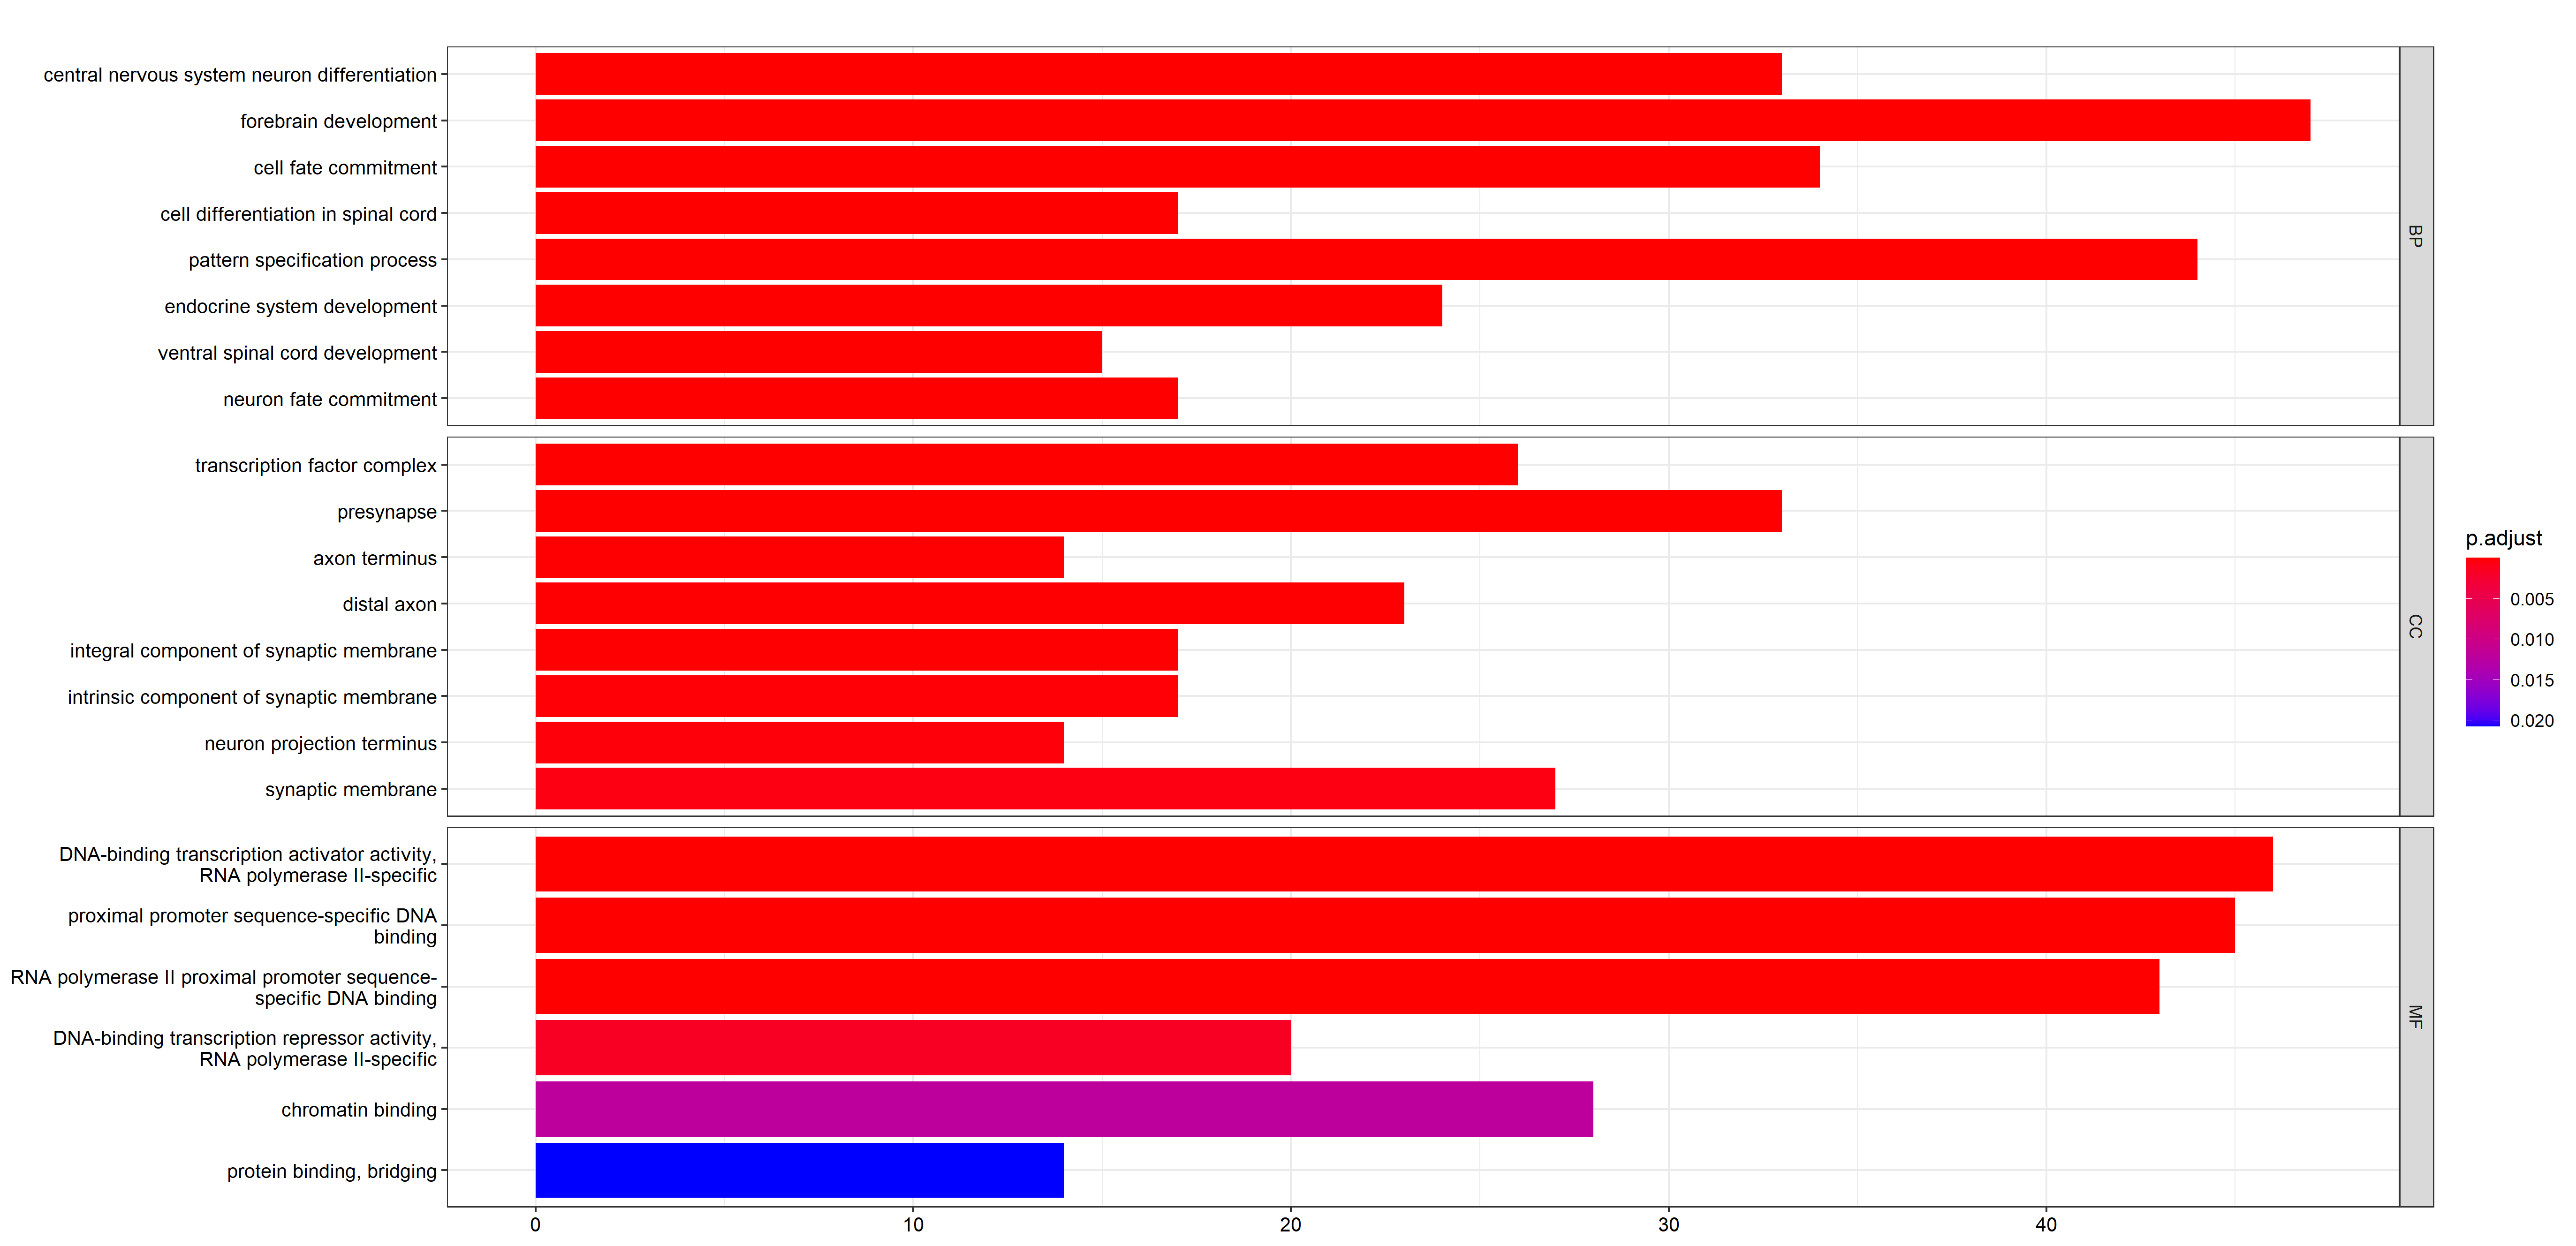 central nervous system neuron differentiation
forebrain development
cell fate commitment
cell differentiation in spinal cord
pattern specification process
endocrine system development
ventral spinal cord development
neuron fate commitment
BP
transcription factor complex
presynapse
axon terminus
distal axon
integral component of synaptic membrane
intrinsic component of synaptic membrane
neuron projection terminus
synaptic membrane
CC
DNA-binding transcription activator activity,
RNA polymerase II-specific
proximal promoter sequence-specific DNA
binding
RNA polymerase II proximal promoter sequence-
specific DNA binding
DNA-binding transcription repressor activity,
RNA polymerase II-specific
chromatin binding
protein binding, bridging
MF
0 10 20 30 40
p.adjust
0.005
0.010
0.015
0.020